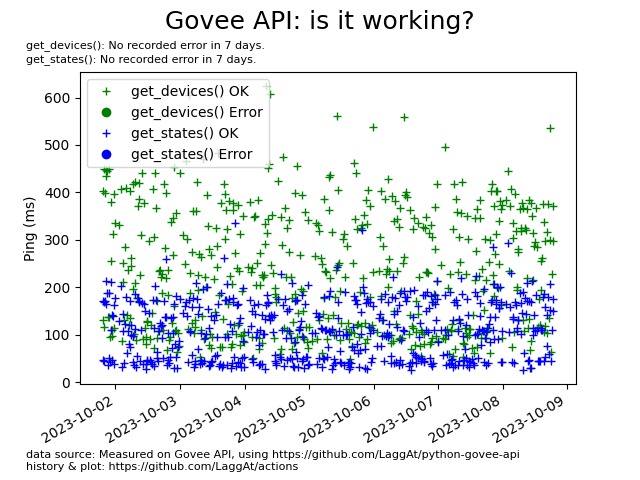 Govee API: is it working?
get_devices(): No recorded error in 7 days.
get_states(): No recorded error in 7 days.
get_devices() OK
get_devices() Error
get_states() OK
get_states() Error
Ping (ms)
600
500
400
300
200
100
0
2023-10-02
2023-10-03
2023-10-04
2023-10-05
2023-10-06
2023-10-07
2023-10-08
2023-10-09
data source: Measured on Govee API, using https://github.com/LaggAt/python-govee-api
history & plot: https://github.com/LaggAt/actions